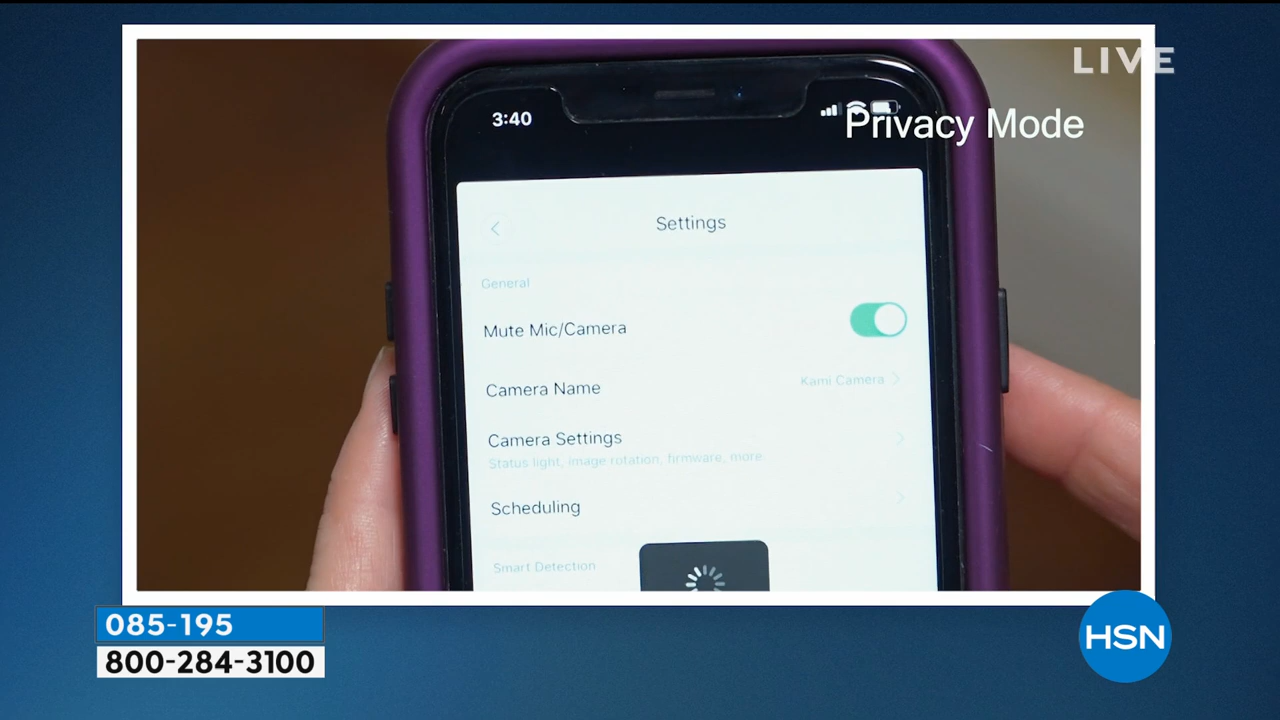 LIVE
3:40
Privacy Mode
Settings
General
Mute Mic/Camera
Camera Name
Kami Camera
Camera Settings
Status light, image rotation, firmware, more
Scheduling
Smart Detection
085-195
800-284-3100
HSN